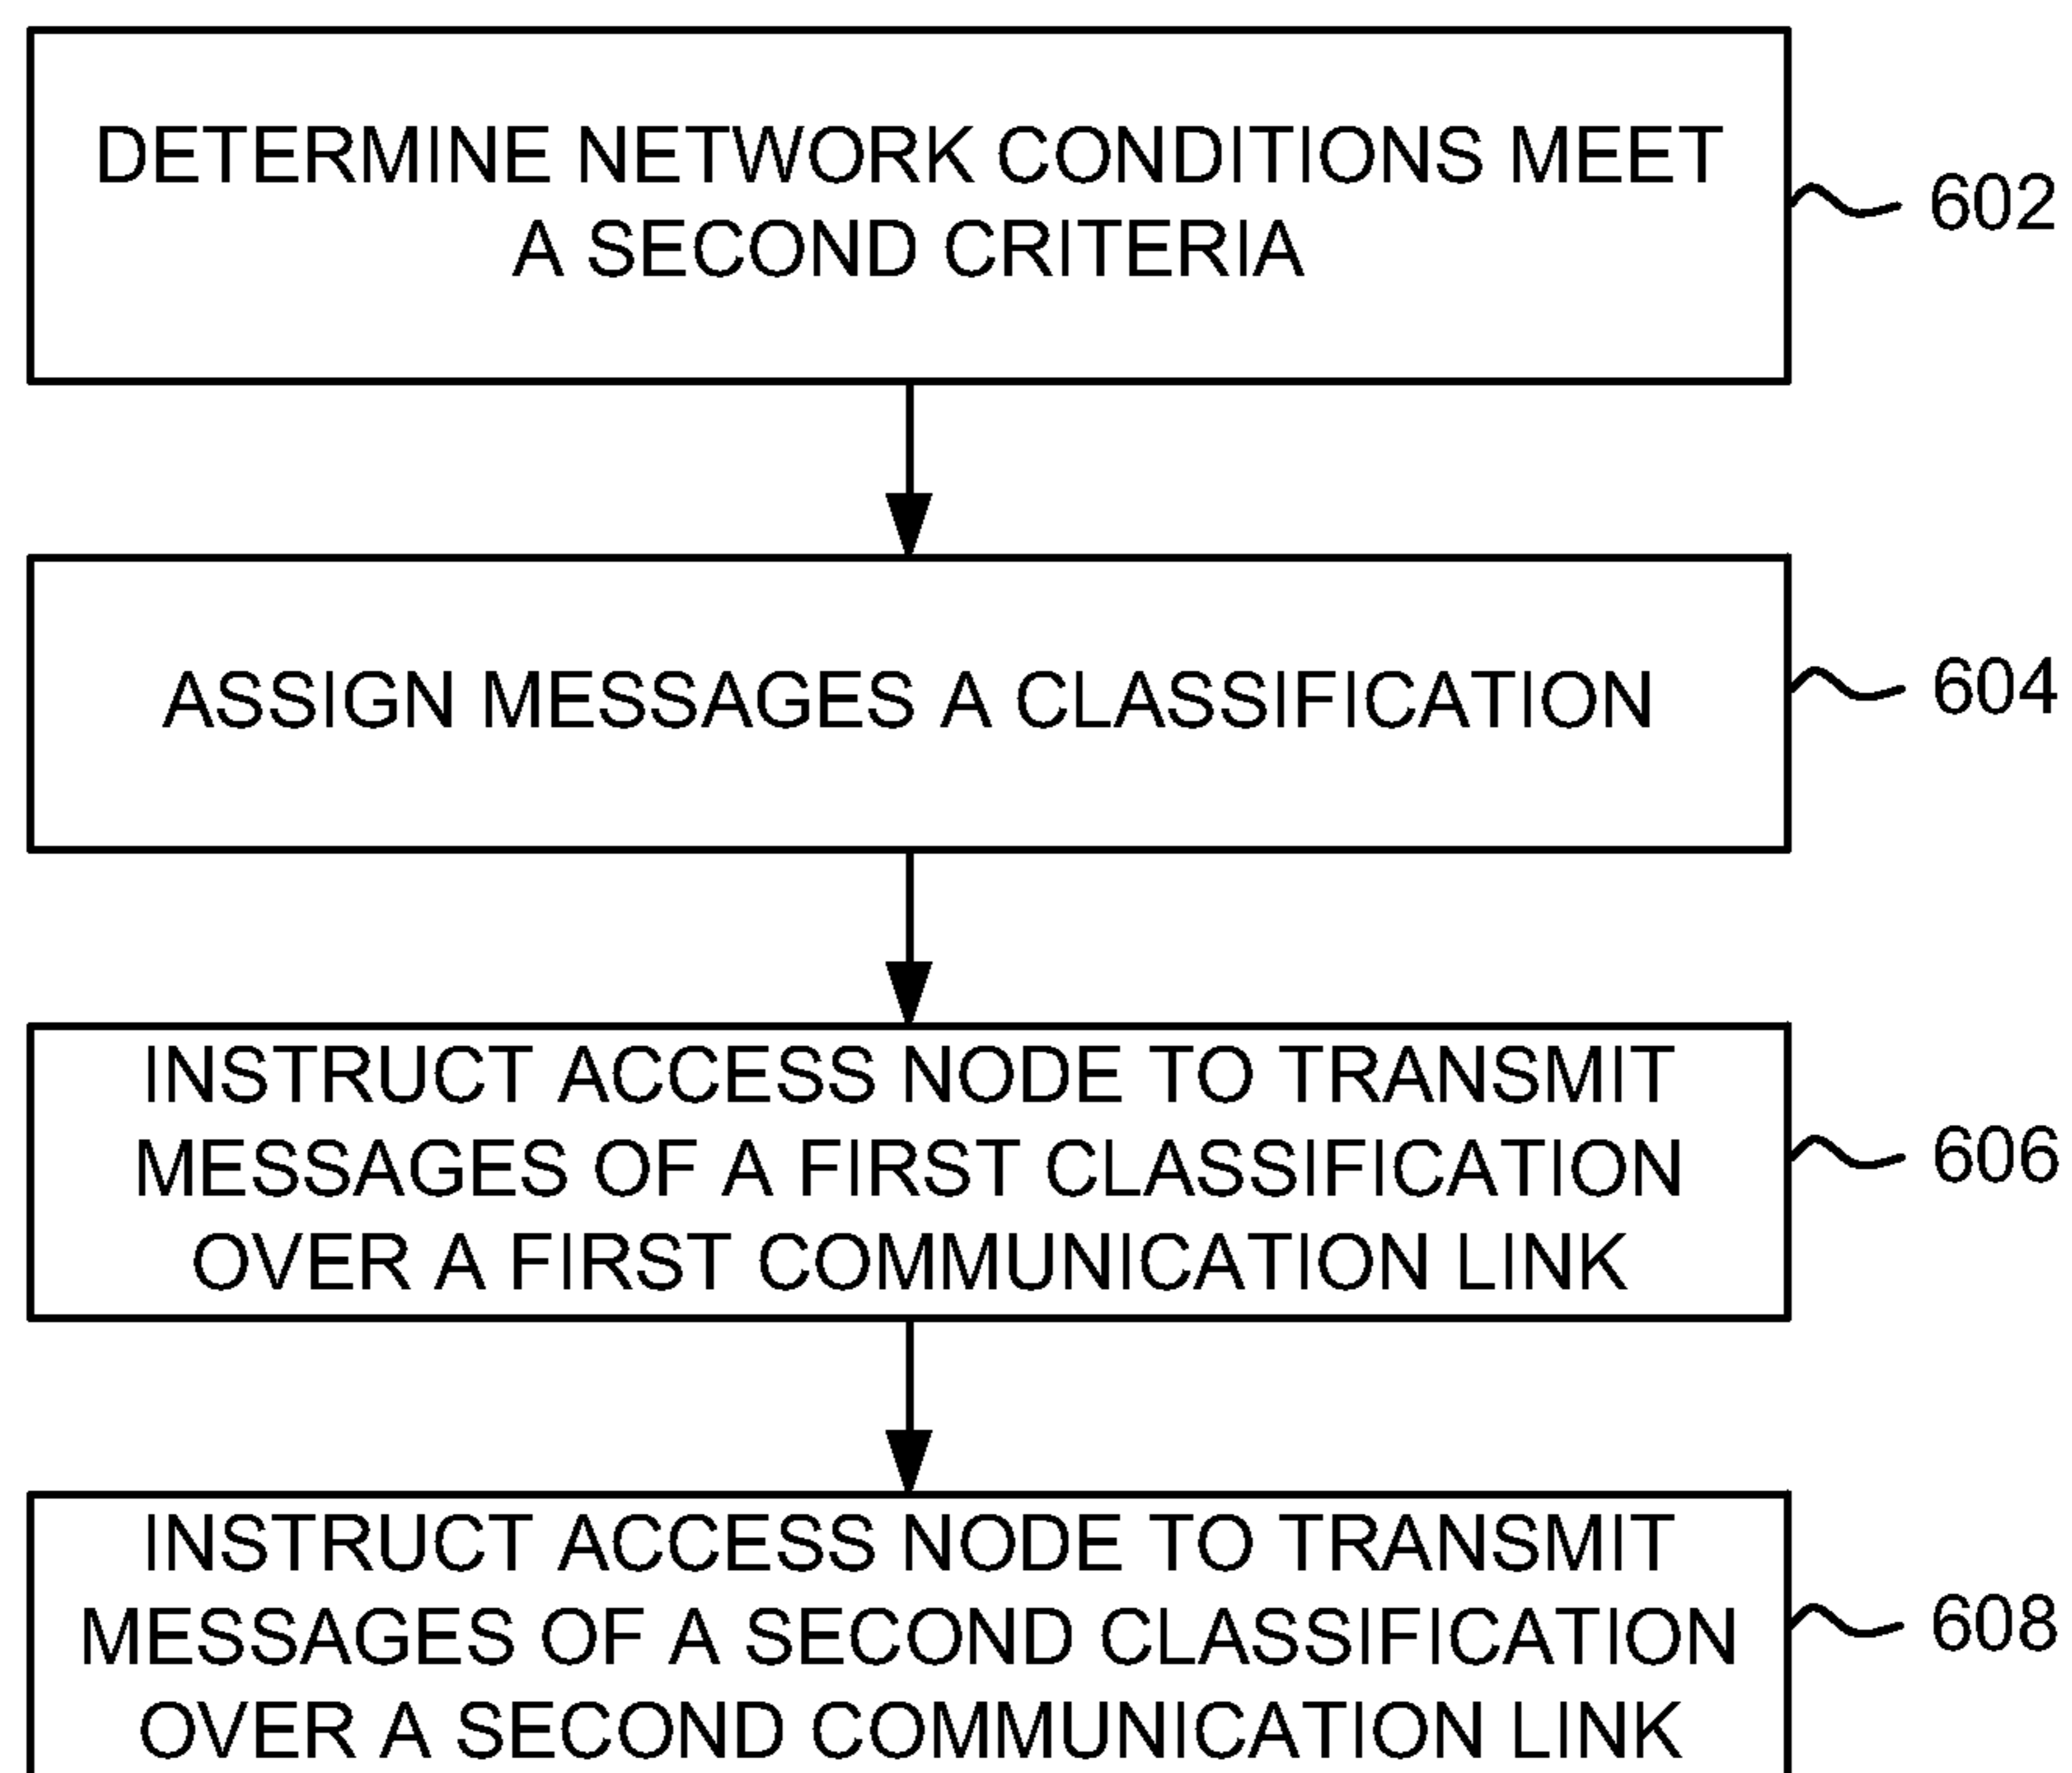 DETERMINE NETWORK CONDITIONS MEET
A SECOND CRITERIA
602
ASSIGN MESSAGES A CLASSIFICATION
604
INSTRUCT ACCESS NODE TO TRANSMIT
MESSAGES OF A FIRST CLASSIFICATION
OVER A FIRST COMMUNICATION LINK
606
INSTRUCT ACCESS NODE TO TRANSMIT
MESSAGES OF A SECOND CLASSIFICATION
OVER A SECOND COMMUNICATION LINK
608